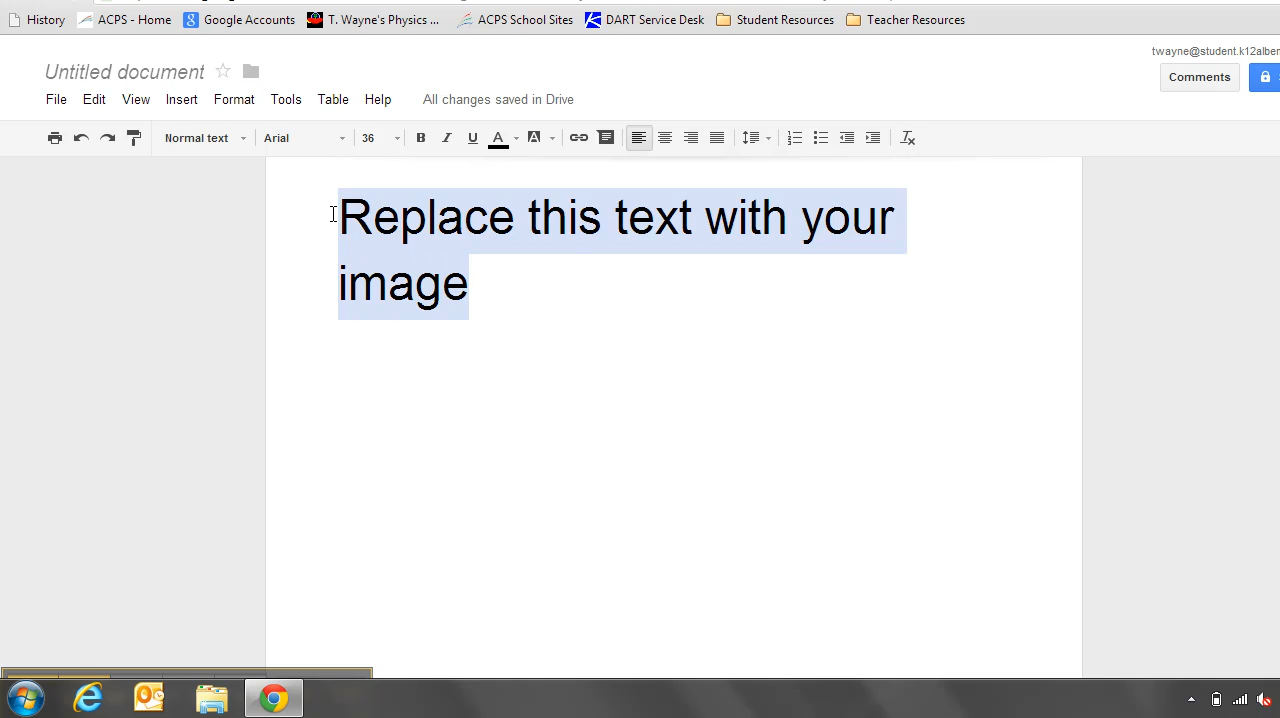 History ACPS - Home Google Accounts T. Wayne's Physics ... ACPS School Sites DART Service Desk Student Resources Teacher Resources
twayne@student.k12alber
Untitled document
Comments
File Edit View Insert Format Tools Table Help All changes saved in Drive
Normal text Arial 36 B I U A A
Replace this text with your
image